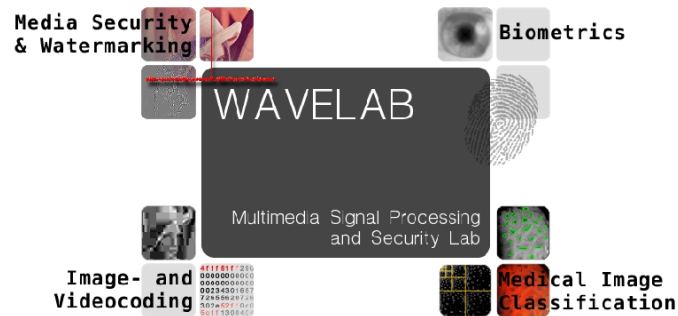 Media Security
& Watermarking
Biometrics
WAVELAB
Multimedia Signal Processing
and Security Lab
Image- and
Videocoding
Medical Image
Classification